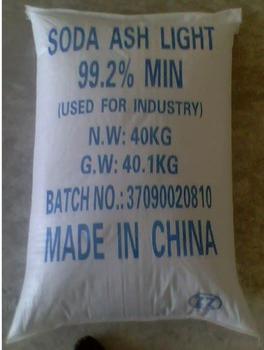 SODA ASH LIGHT
99.2% MIN
(USED FOR INDUSTRY)
N.W: 40KG
G.W: 40.1KG
BATCH NO.: 37090020810
MADE IN CHINA